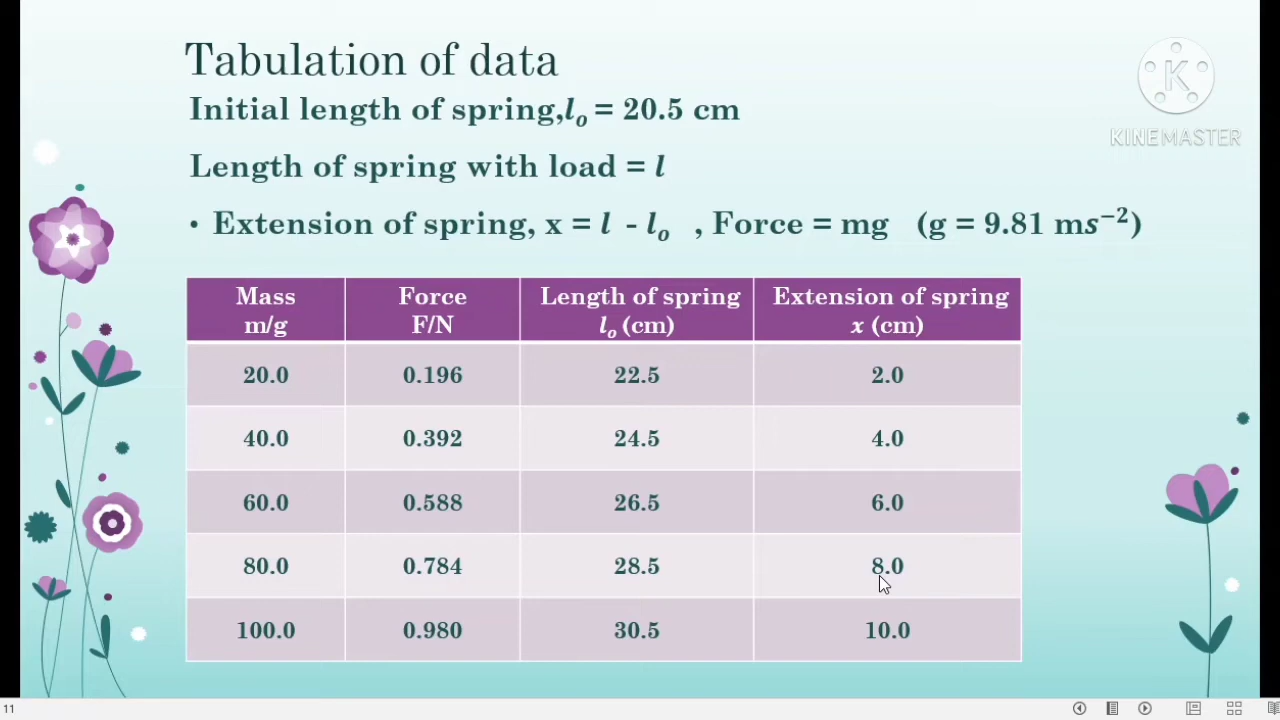 Tabulation of data
Initial length of spring,lₒ = 20.5 cm
Length of spring with load = l
• Extension of spring, x = l - lₒ , Force = mg (g = 9.81 ms⁻²)
Mass m/g Force F/N Length of spring lₒ (cm) Extension of spring x (cm)
20.0 0.196 22.5 2.0
40.0 0.392 24.5 4.0
60.0 0.588 26.5 6.0
80.0 0.784 28.5 8.0
100.0 0.980 30.5 10.0
K
KINEMASTER
11